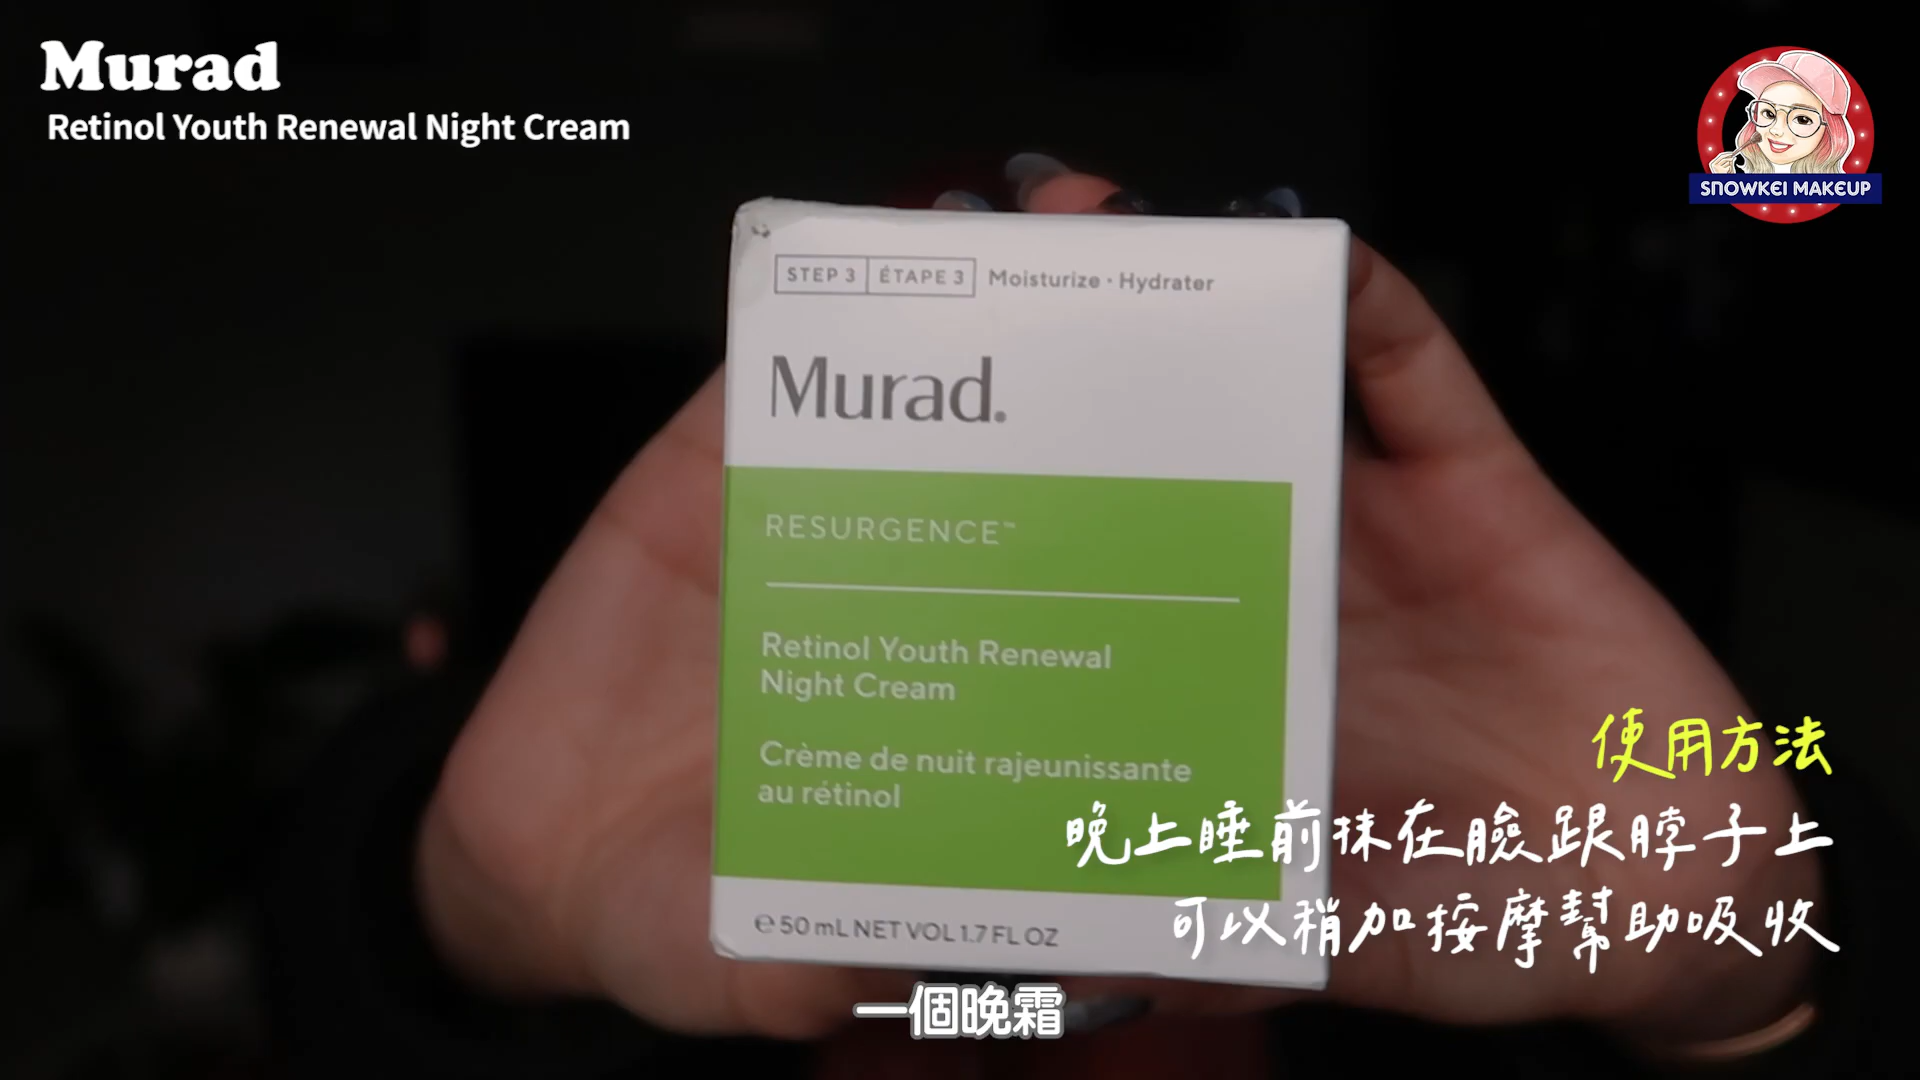 Murad
Retinol Youth Renewal Night Cream
SNOWKEI MAKEUP
STEP 3 ÉTAPE 3 Moisturize · Hydrater
Murad.
RESURGENCE™
Retinol Youth Renewal
Night Cream
Crème de nuit rajeunissante
au rétinol
℮ 50 mL NET VOL 1.7 FL OZ
使用方法
晚上睡前抹在臉跟脖子上
可以稍加按摩幫助吸收
一個晚霜